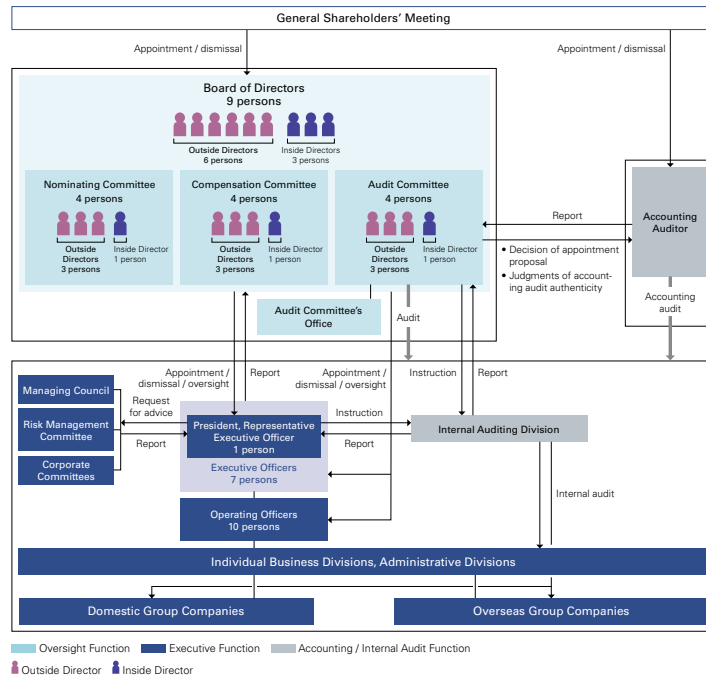 General Shareholders' Meeting
Appointment / dismissal
Appointment / dismissal
Board of Directors
9 persons
Outside Directors
6 persons
Inside Directors
3 persons
Nominating Committee
4 persons
Outside
Directors
3 persons
Inside Director
1 person
Compensation Committee
4 persons
Outside
Directors
3 persons
Inside Director
1 person
Audit Committee
4 persons
Outside
Directors
3 persons
Inside Director
1 person
Report
• Decision of appointment
proposal
• Judgments of account-
ing audit authenticity
Accounting
Auditor
Accounting
audit
Audit Committee's
Office
Audit
Appointment /
dismissal / oversight
Report
Appointment /
dismissal / oversight
Instruction
Report
Managing Council
Risk Management
Committee
Corporate
Committees
Request
for advice
Report
President, Representative
Executive Officer
1 person
Executive Officers
7 persons
Instruction
Report
Internal Auditing Division
Internal audit
Operating Officers
10 persons
Individual Business Divisions, Administrative Divisions
Domestic Group Companies
Overseas Group Companies
Oversight Function
Executive Function
Accounting / Internal Audit Function
Outside Director
Inside Director